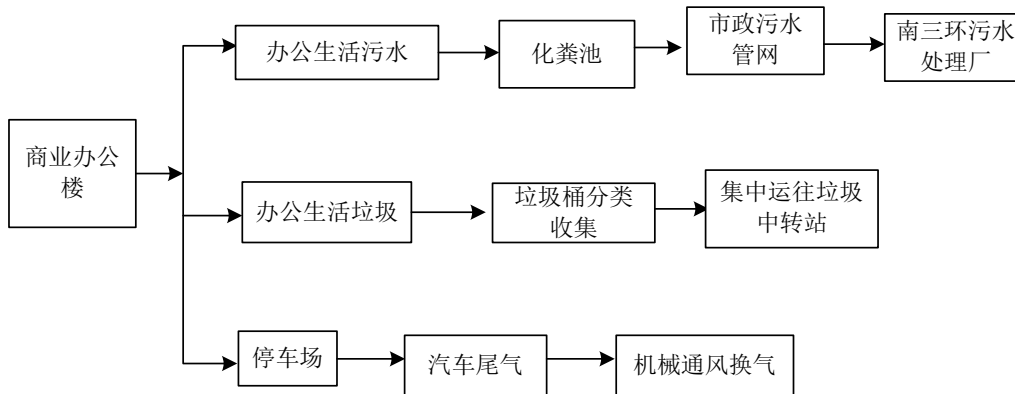 办公生活污水
化粪池
市政污水
管网
南三环污水
处理厂
商业办公
楼
办公生活垃圾
垃圾桶分类
收集
集中运往垃圾
中转站
停车场
汽车尾气
机械通风换气